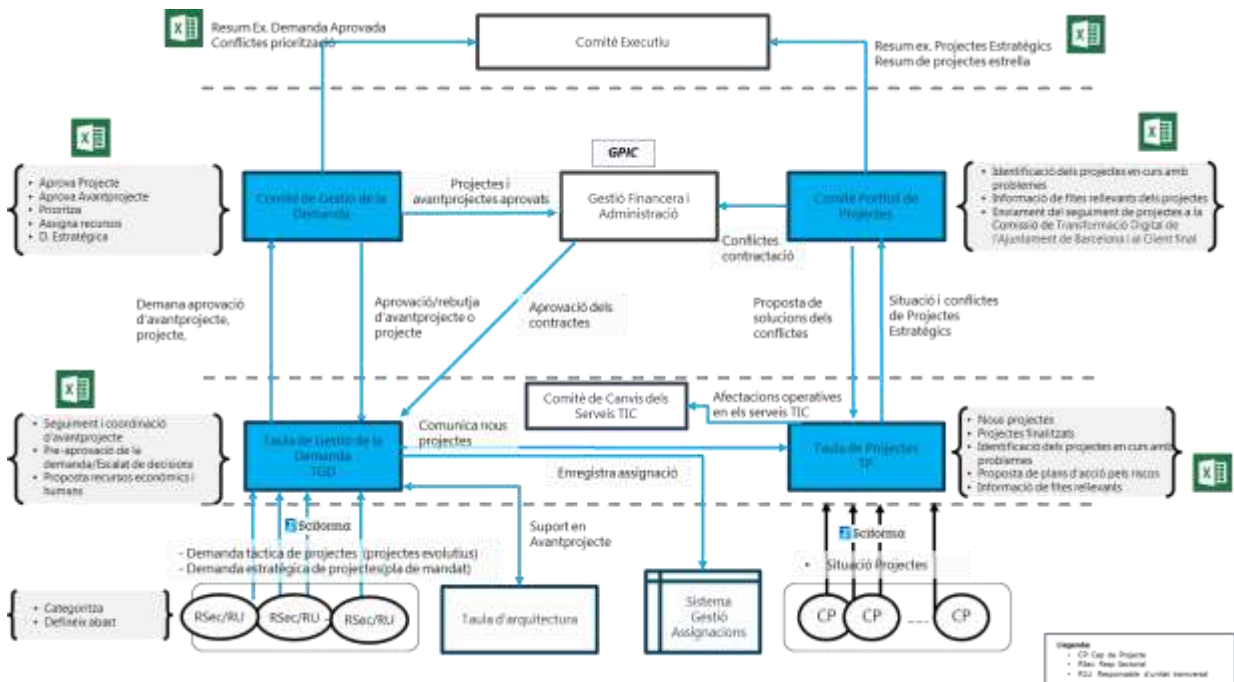 Resum Ex. Demanda Aprovada
Conflictes priorització
Comitè Executiu
Resum ex. Projectes Estratègics
Resum de projectes estrella
GPIC
• Aprova Projecte
• Aprova Avantprojecte
• Prioritza
• Assigna recursos
• D. Estratègica
Comitè de Gestió de la
Demanda
Projectes i
avantprojectes aprovats
Gestió Financera i
Administració
Comitè Portfoli de
Projectes
• Identificació dels projectes en curs amb
problemes
• Informació de fites rellevants dels projectes
• Enviament del seguiment de projectes a la
Comissió de Transformació Digital de
l'Ajuntament de Barcelona i al Client final
Conflictes
contractació
Demana aprovació
d'avantprojecte,
projecte,
Aprovació/rebutja
d'avantprojecte o
projecte
Aprovació dels
contractes
Proposta de
solucions dels
conflictes
Situació i conflictes
de Projectes
Estratègics
Comitè de Canvis dels
Serveis TIC
Afectacions operatives
en els serveis TIC
• Seguiment i coordinació
d'avantprojecte
• Pre-aprovació de la
demanda/Escalat de decisions
• Proposta recursos econòmics i
humans
Taula de Gestió de la
Demanda
TGD
Comunica nous
projectes
Enregistra assignació
Taula de Projectes
TP
• Nous projectes
• Projectes finalitzats
• Identificació dels projectes en curs amb
problemes
• Proposta de plans d'acció pels riscos
• Informació de fites rellevants
Sciforma
Suport en
Avantprojecte
Sciforma
- Demanda tàctica de projectes (projectes evolutius)
- Demanda estratègica de projectes(pla de mandat)
• Situació Projectes
• Categoritza
• Defineix abast
RSec/RU
RSec/RU
RSec/RU
Taula d'arquitectura
Sistema
Gestió
Assignacions
CP
CP
CP
Llegenda
• CP Cap de Projecte
• RSec Resp Sectorial
• RU Responsable d'unitat transversal